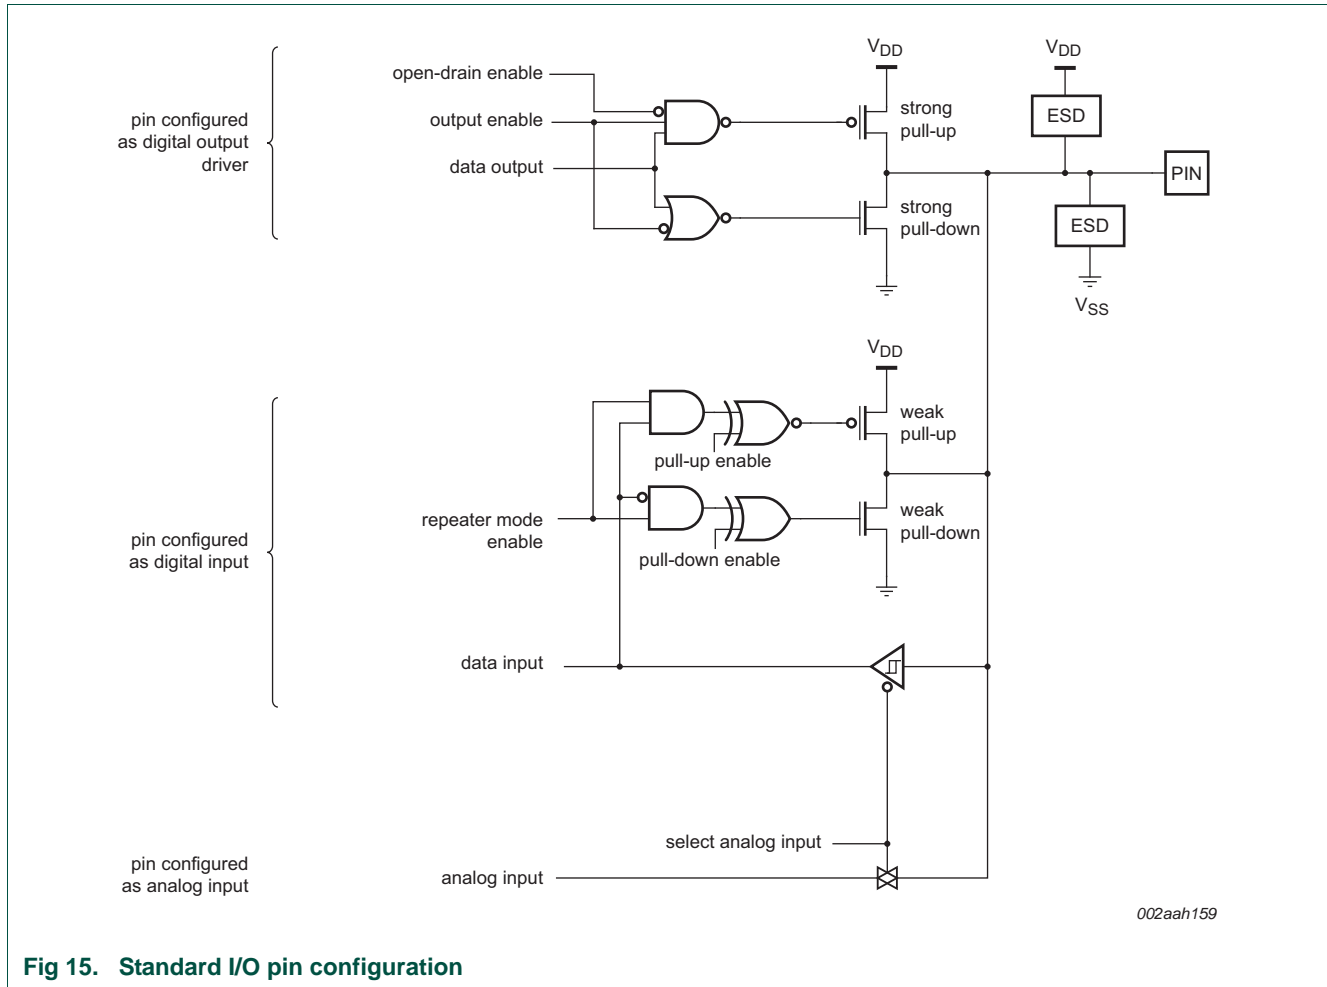 VDD
VDD
open-drain enable
pin configured
as digital output
driver
output enable
strong
pull-up
ESD
data output
PIN
strong
pull-down
ESD
VSS
VDD
weak
pull-up
pull-up enable
repeater mode
enable
weak
pull-down
pin configured
as digital input
pull-down enable
data input
select analog input
pin configured
as analog input
analog input
002aah159
Fig 15. Standard I/O pin configuration